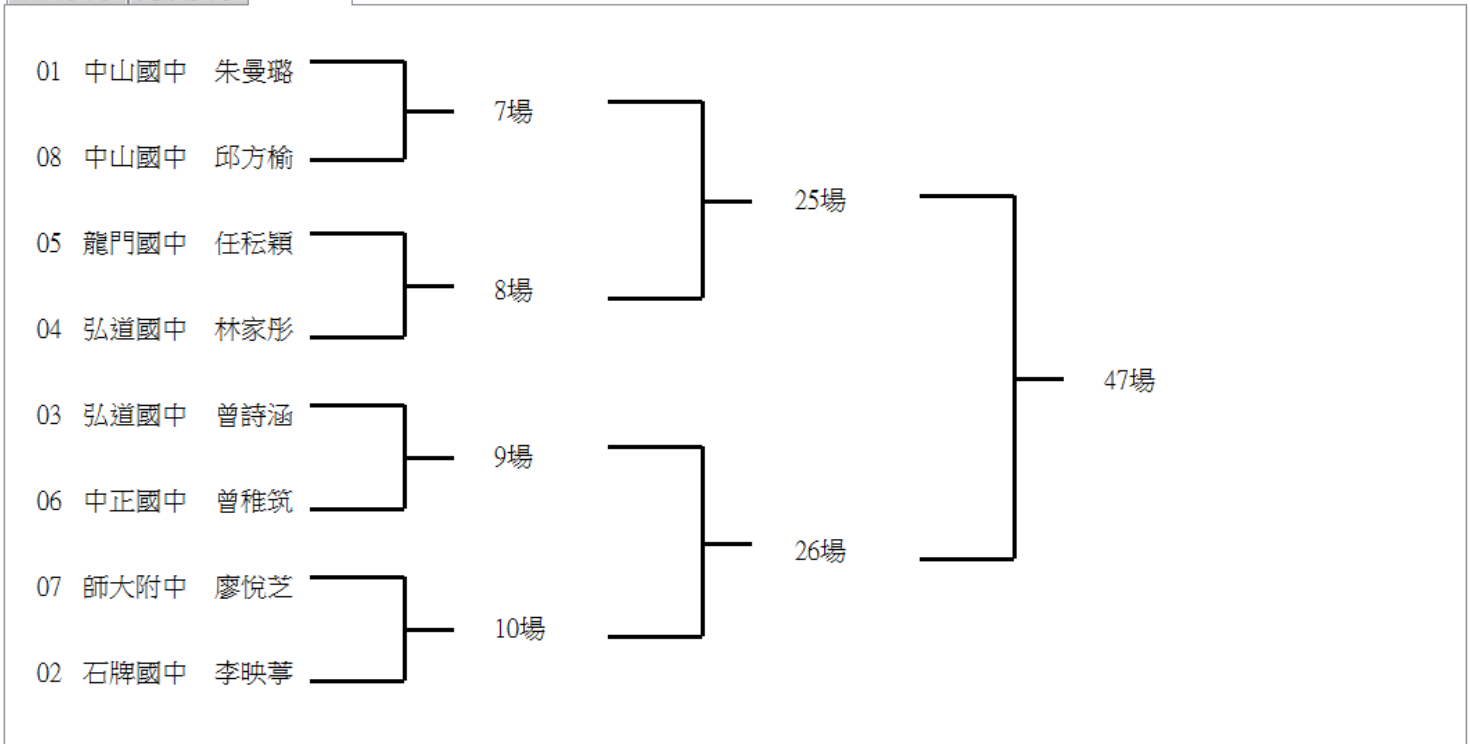 01 中山國中 朱曼璐
08 中山國中 邱方榆
05 龍門國中 任秐穎
04 弘道國中 林家彤
03 弘道國中 曾詩涵
06 中正國中 曾稚筑
07 師大附中 廖悅芝
02 石牌國中 李映葶
7場
8場
9場
10場
25場
26場
47場